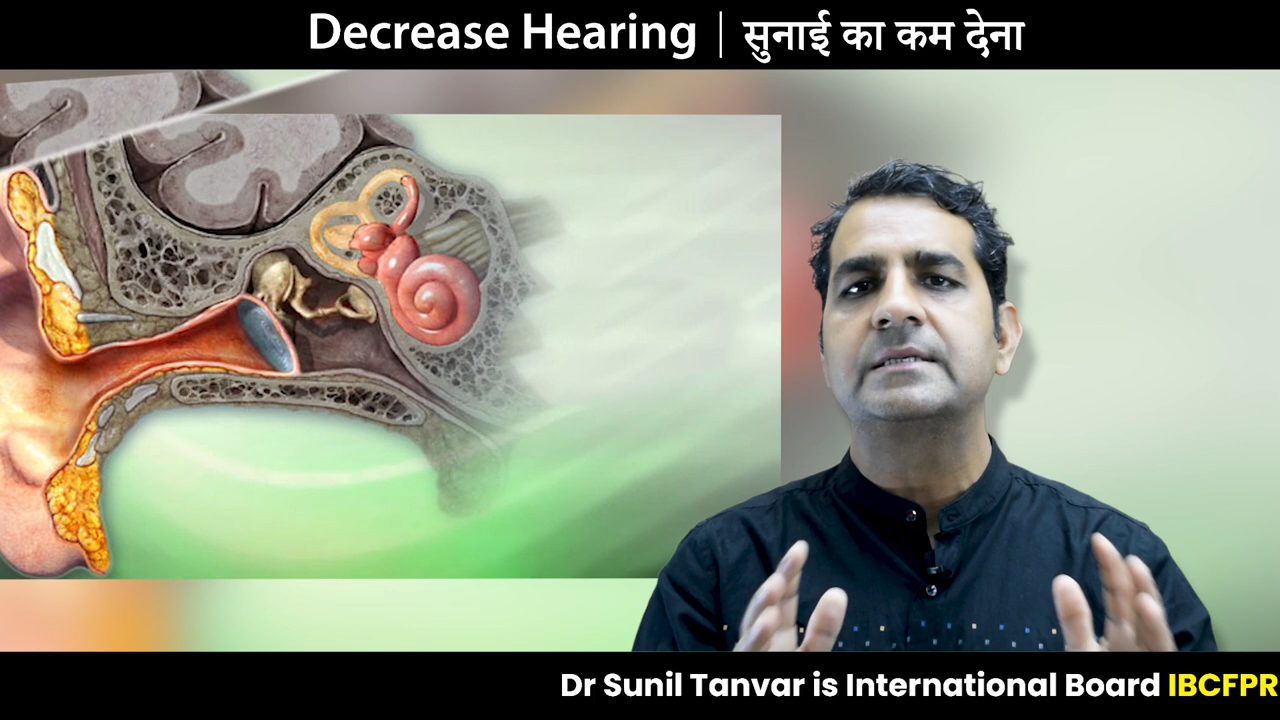 Decrease Hearing | सुनाई का कम देना
Dr Sunil Tanvar is International Board IBCFPR